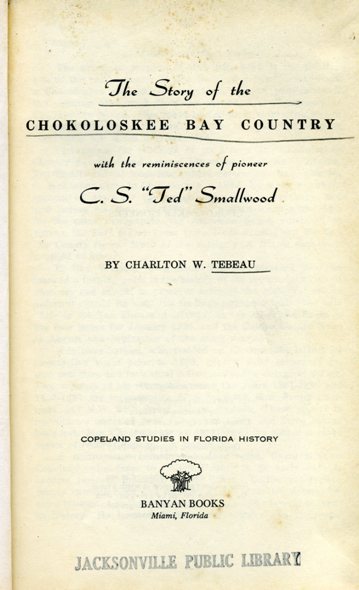 The Story of the
CHOKOLOSKEE BAY COUNTRY
with the reminiscences of pioneer
C. S. "Ted" Smallwood
BY CHARLTON W. TEBEAU
COPELAND STUDIES IN FLORIDA HISTORY
BANYAN BOOKS
Miami, Florida
JACKSONVILLE PUBLIC LIBRARY